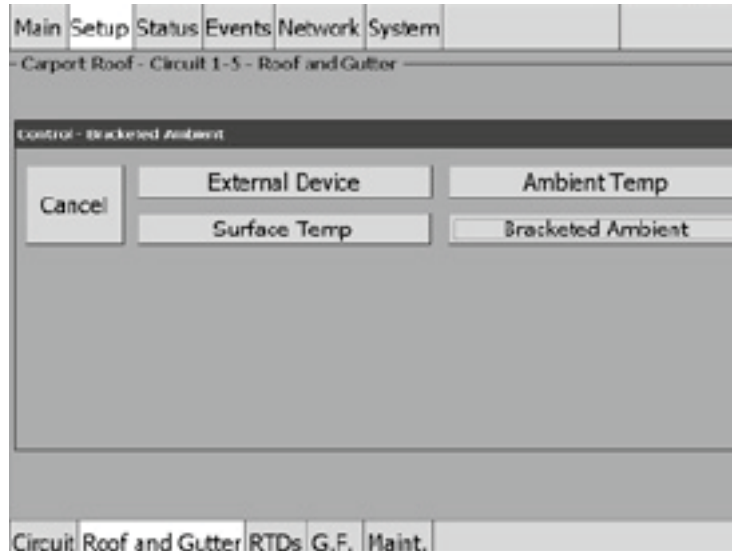 Main Setup Status Events Network System
Carport Roof - Circuit 1-5 - Roof and Gutter
Control - Bracketed Ambient
Cancel
External Device
Ambient Temp
Surface Temp
Bracketed Ambient
Circuit Roof and Gutter RTDs G.F. Maint.